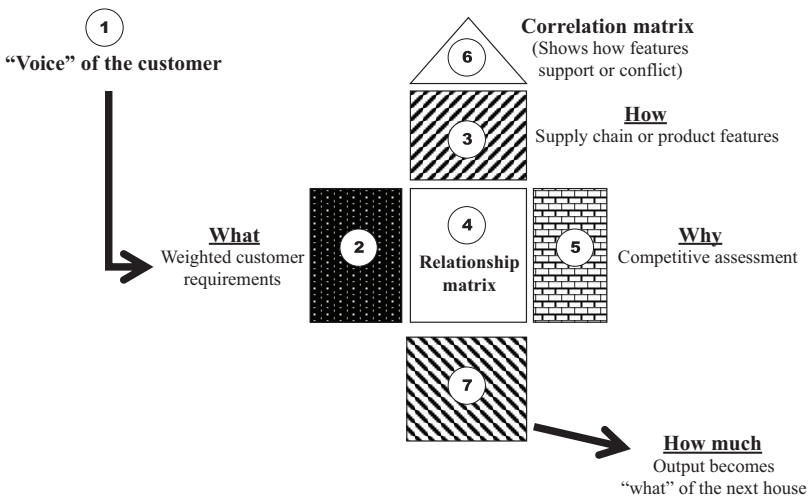 1
“Voice” of the customer
6
Correlation matrix
(Shows how features
support or conflict)
3
How
Supply chain or product features
What
Weighted customer
requirements
2
4
Relationship
matrix
5
Why
Competitive assessment
7
How much
Output becomes
“what” of the next house